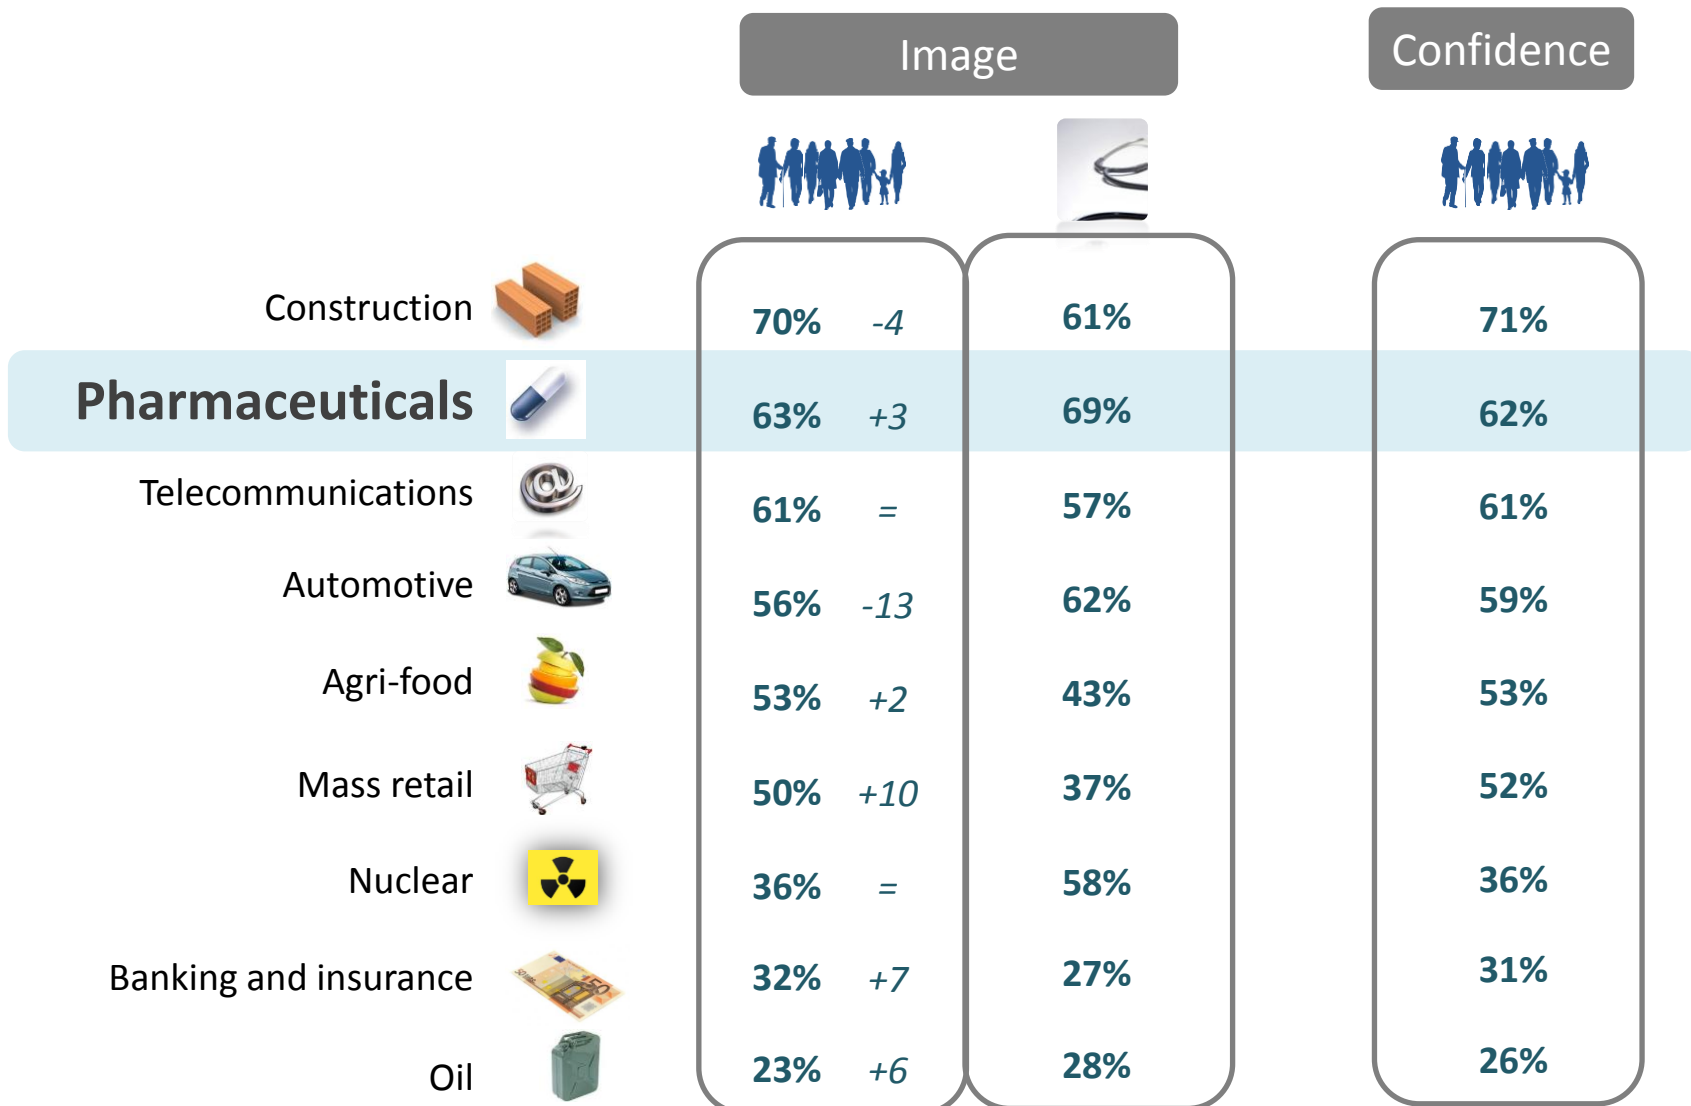 Image
Confidence
Construction 70% -4 61% 71%
Pharmaceuticals 63% +3 69% 62%
Telecommunications 61% = 57% 61%
Automotive 56% -13 62% 59%
Agri-food 53% +2 43% 53%
Mass retail 50% +10 37% 52%
Nuclear 36% = 58% 36%
Banking and insurance 32% +7 27% 31%
Oil 23% +6 28% 26%